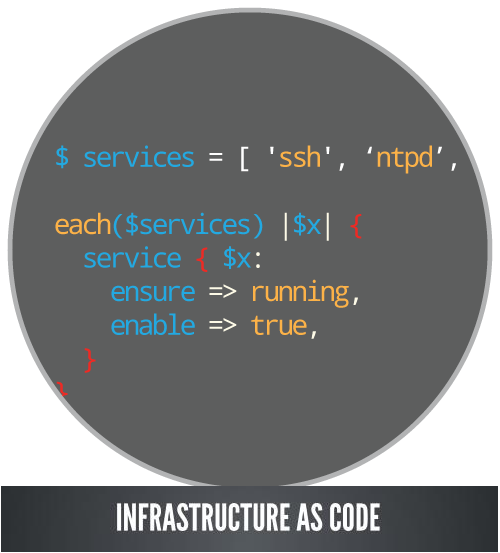 $ services = [ 'ssh', ‘ntpd’,
each($services) |$x| {
service { $x:
ensure => running,
enable => true,
}
}
INFRASTRUCTURE AS CODE